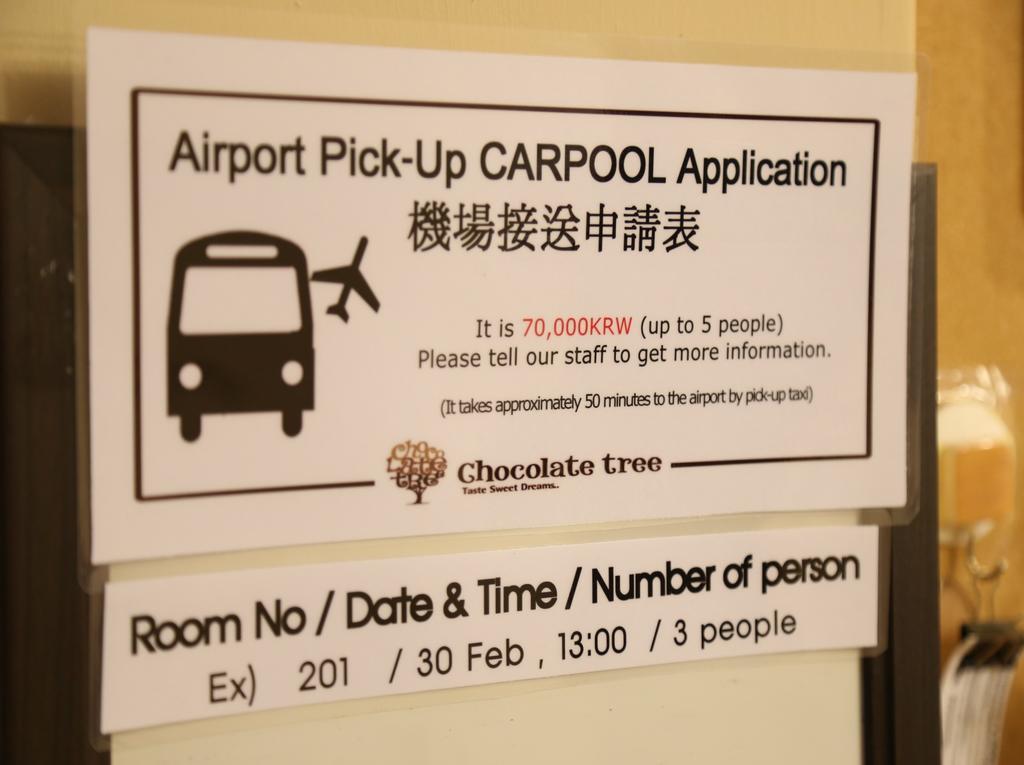 Airport Pick-Up CARPOOL Application
機場接送申請表
It is 70,000KRW (up to 5 people)
Please tell our staff to get more information.
(It takes approximately 50 minutes to the airport by pick-up taxi)
Choco Late tree
Chocolate tree
Taste Sweet Dreams..
Room No / Date & Time / Number of person
Ex) 201 / 30 Feb , 13:00 / 3 people